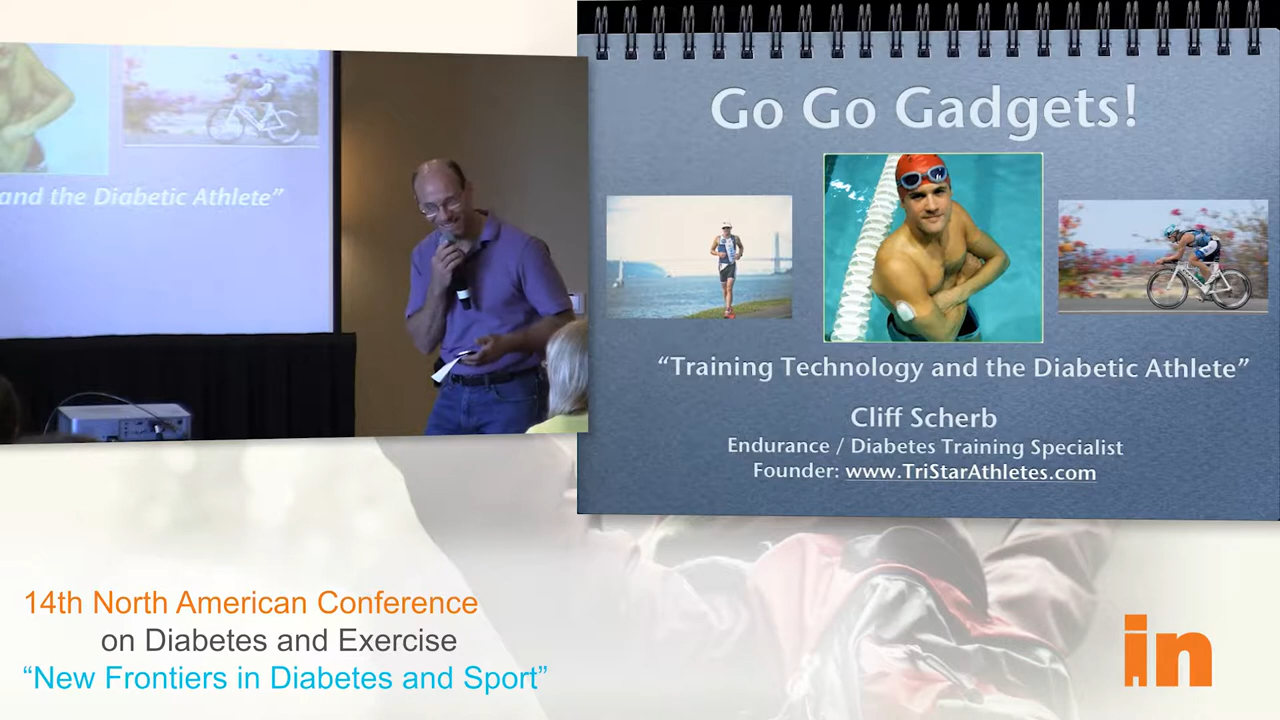 and the Diabetic Athlete”
Go Go Gadgets!
“Training Technology and the Diabetic Athlete”
Cliff Scherb
Endurance / Diabetes Training Specialist
Founder: www.TriStarAthletes.com
14th North American Conference
on Diabetes and Exercise
“New Frontiers in Diabetes and Sport”
in